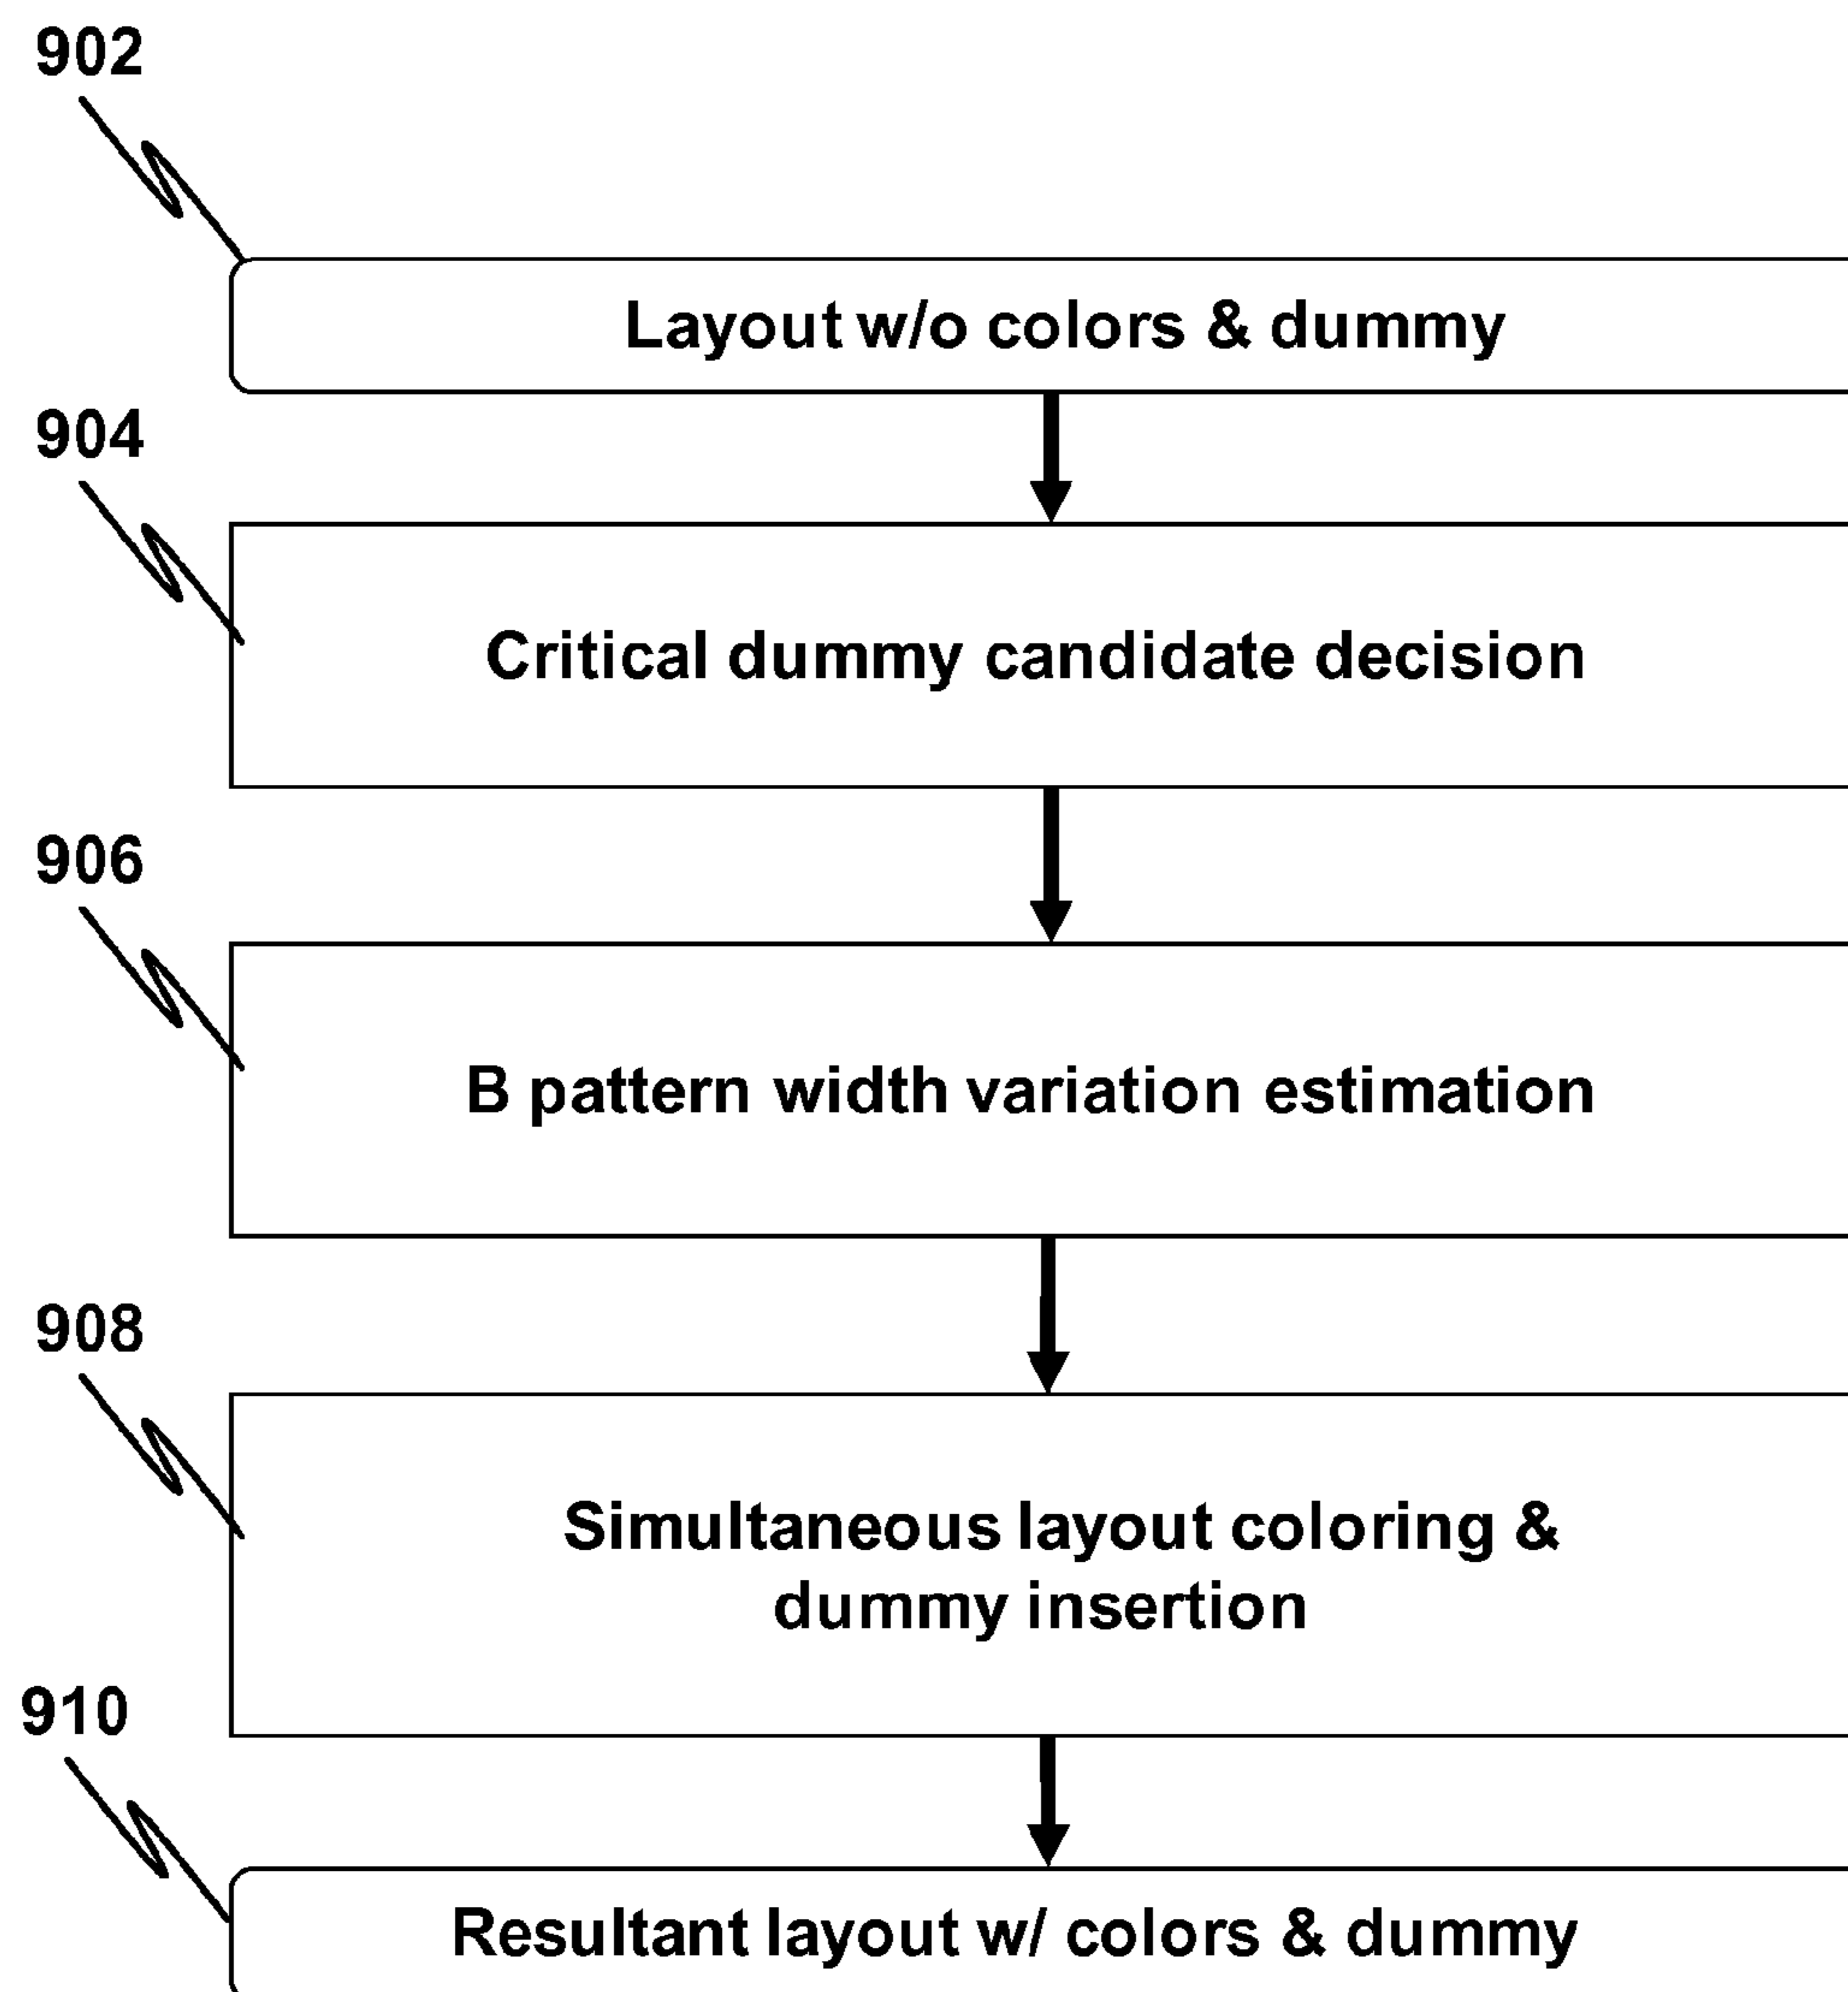 902
Layout w/o colors & dummy
904
Critical dummy candidate decision
906
B pattern width variation estimation
908
Simultaneous layout coloring &
dummy insertion
910
Resultant layout w/ colors & dummy